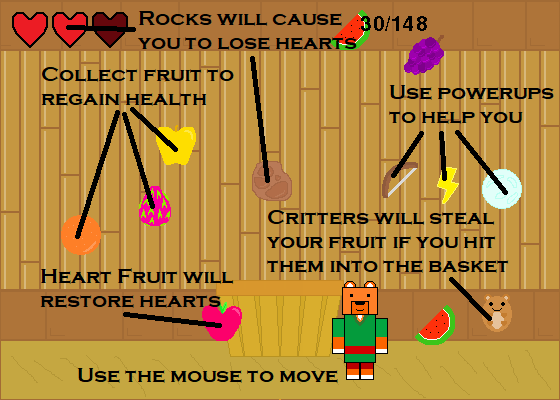 ROCKS WILL CAUSE
YOU TO LOSE HEARTS
30/148
COLLECT FRUIT TO
REGAIN HEALTH
USE POWERUPS
TO HELP YOU
CRITTERS WILL STEAL
YOUR FRUIT IF YOU HIT
THEM INTO THE BASKET
HEART FRUIT WILL
RESTORE HEARTS
USE THE MOUSE TO MOVE